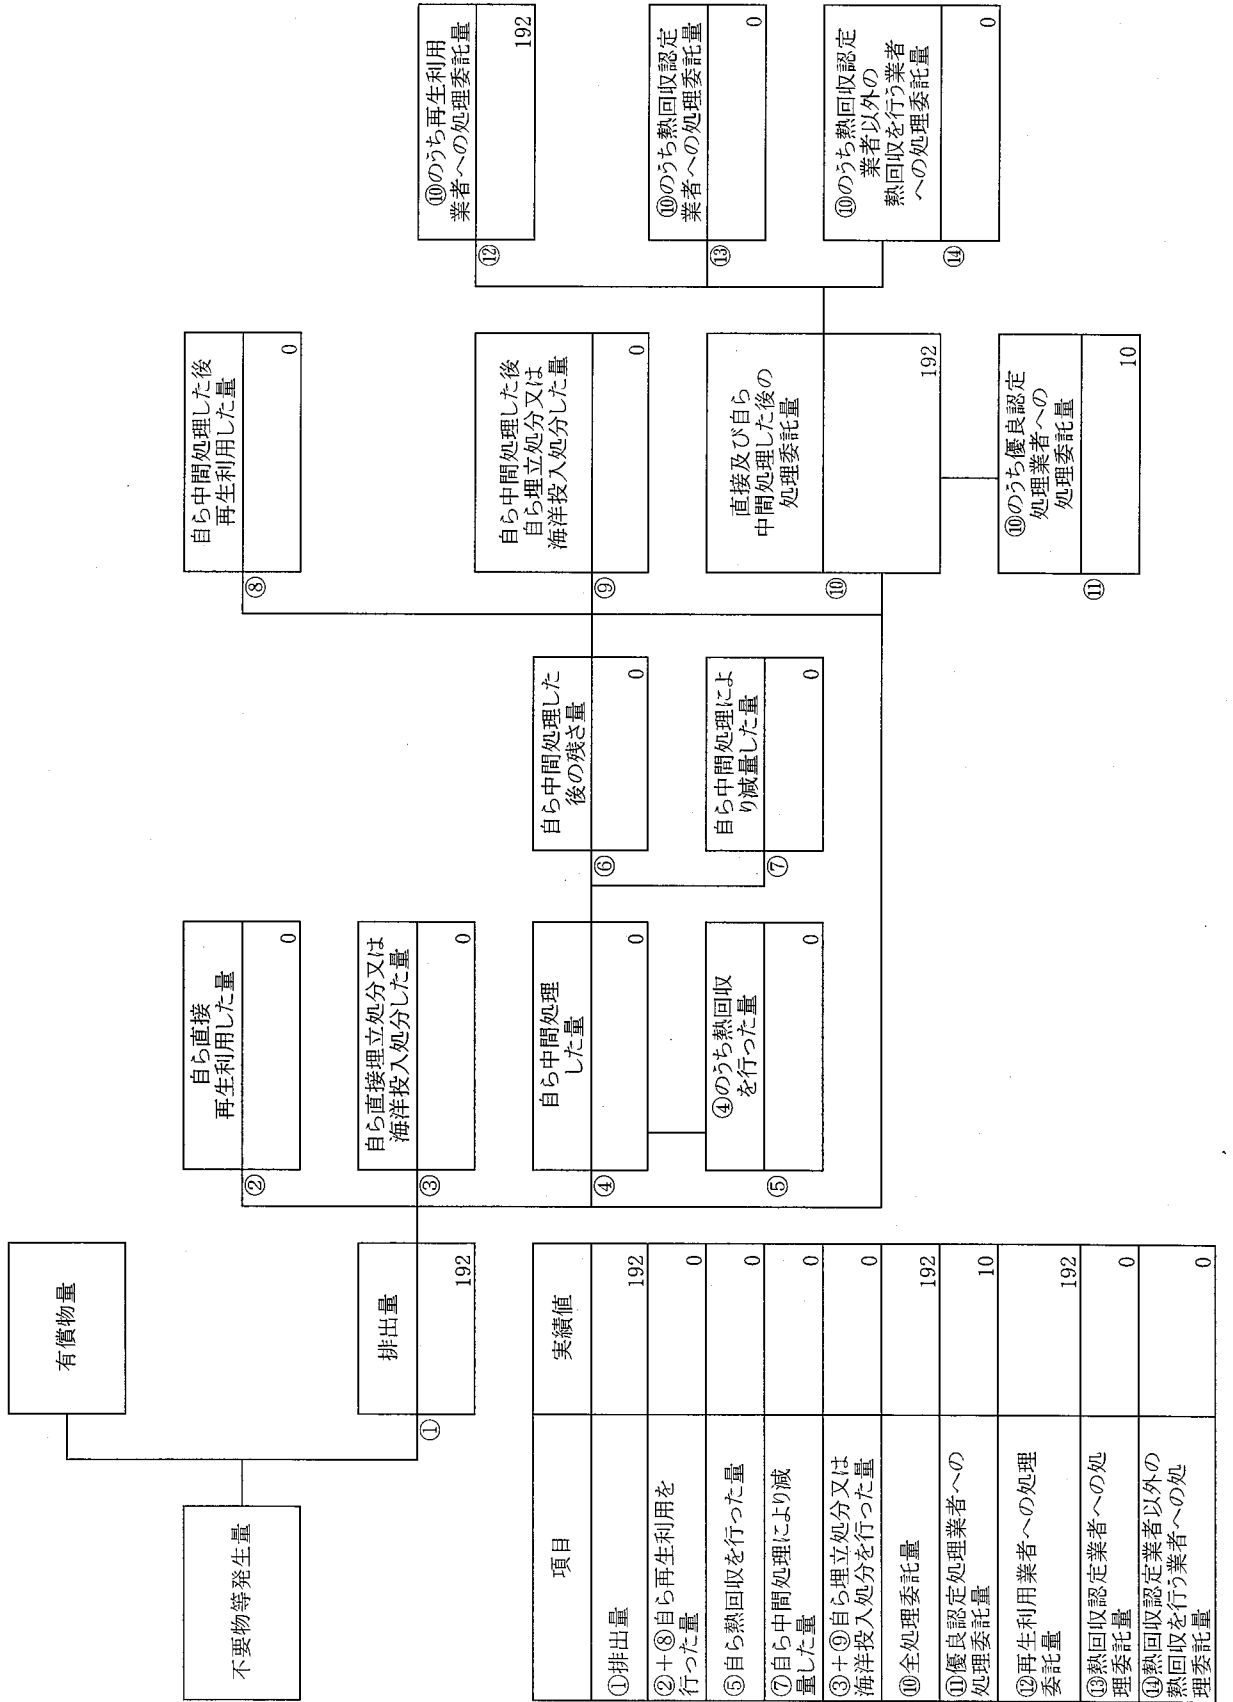 有償物量
不要物等発生量
①
排出量
192
②
自ら直接
再生利用した量
0
③
自ら直接埋立処分又は
海洋投入処分した量
0
④
自ら中間処理
した量
0
⑤
④のうち熱回収
を行った量
0
⑥
自ら中間処理した
後の残さ量
0
⑦
自ら中間処理によ
り減量した量
0
⑧
自ら中間処理した後
再生利用した量
0
⑨
自ら中間処理した後
自ら埋立処分又は
海洋投入処分した量
0
⑩
直接及び自ら
中間処理した後の
処理委託量
192
⑪
⑩のうち優良認定
処理業者への
処理委託量
10
⑫
⑩のうち再生利用
業者への処理委託量
192
⑬
⑩のうち熱回収認定
業者への処理委託量
0
⑭
⑩のうち熱回収認定
業者以外の
熱回収を行う業者
への処理委託量
0
項目 実績値
①排出量 192
②+⑧自ら再生利用を
行った量 0
⑤自ら熱回収を行った量 0
⑦自ら中間処理により減
量した量 0
③+⑨自ら埋立処分又は
海洋投入処分を行った量 0
⑩全処理委託量 192
⑪優良認定処理業者への
処理委託量 10
⑫再生利用業者への処理
委託量 192
⑬熱回収認定業者への処
理委託量 0
⑭熱回収認定業者以外の
熱回収を行う業者への処
理委託量 0